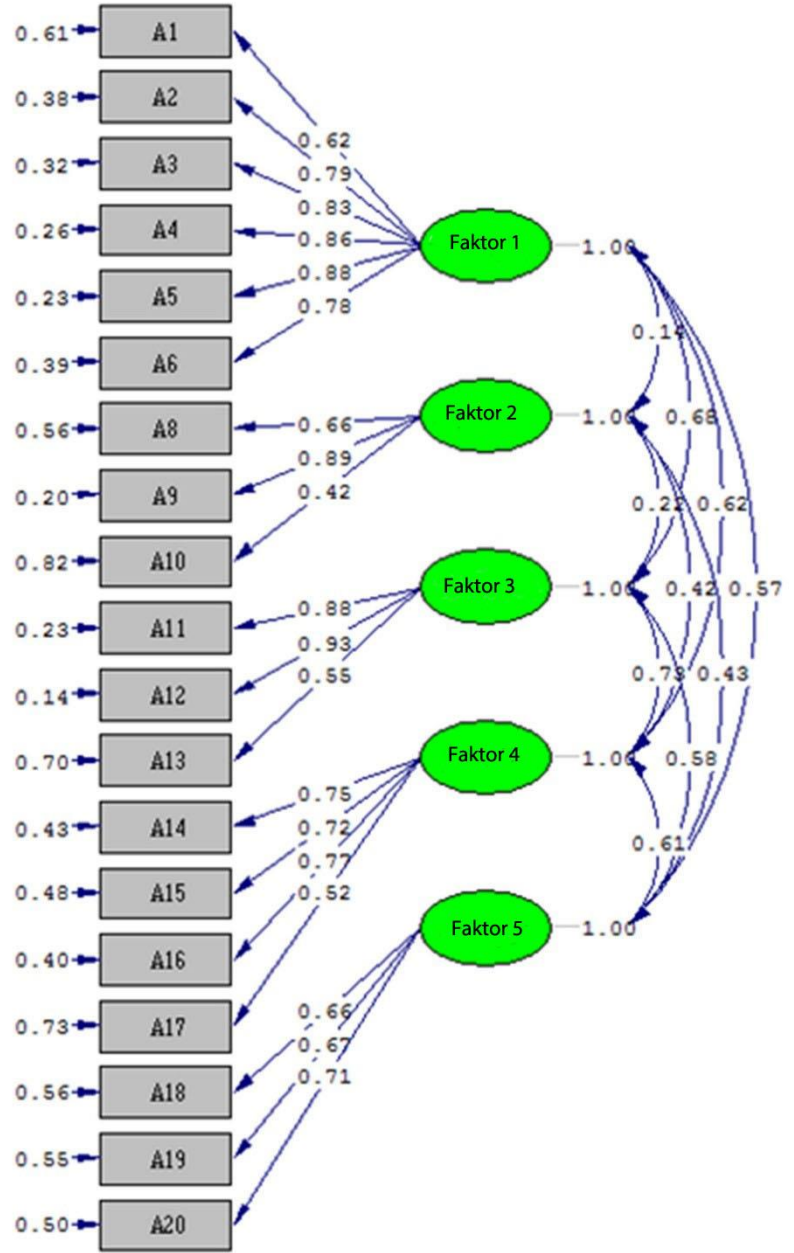 0.61 A1
0.38 A2
0.62
0.32 A3
0.79
0.83
0.26 A4
0.86
Faktor 1 1.00
0.88
0.23 A5
0.78
0.14
0.39 A6
Faktor 2 1.00 0.68
0.56 A8
0.66
0.89
0.20 A9
0.42
0.22 0.62
0.82 A10
Faktor 3 1.00 0.42 0.57
0.88
0.23 A11
0.93
0.55
0.73 0.43
0.14 A12
0.70 A13
Faktor 4 1.00 0.58
0.75
0.43 A14
0.72
0.61
0.77
0.48 A15
0.52
Faktor 5 1.00
0.40 A16
0.66
0.73 A17
0.67
0.71
0.56 A18
0.55 A19
0.50 A20